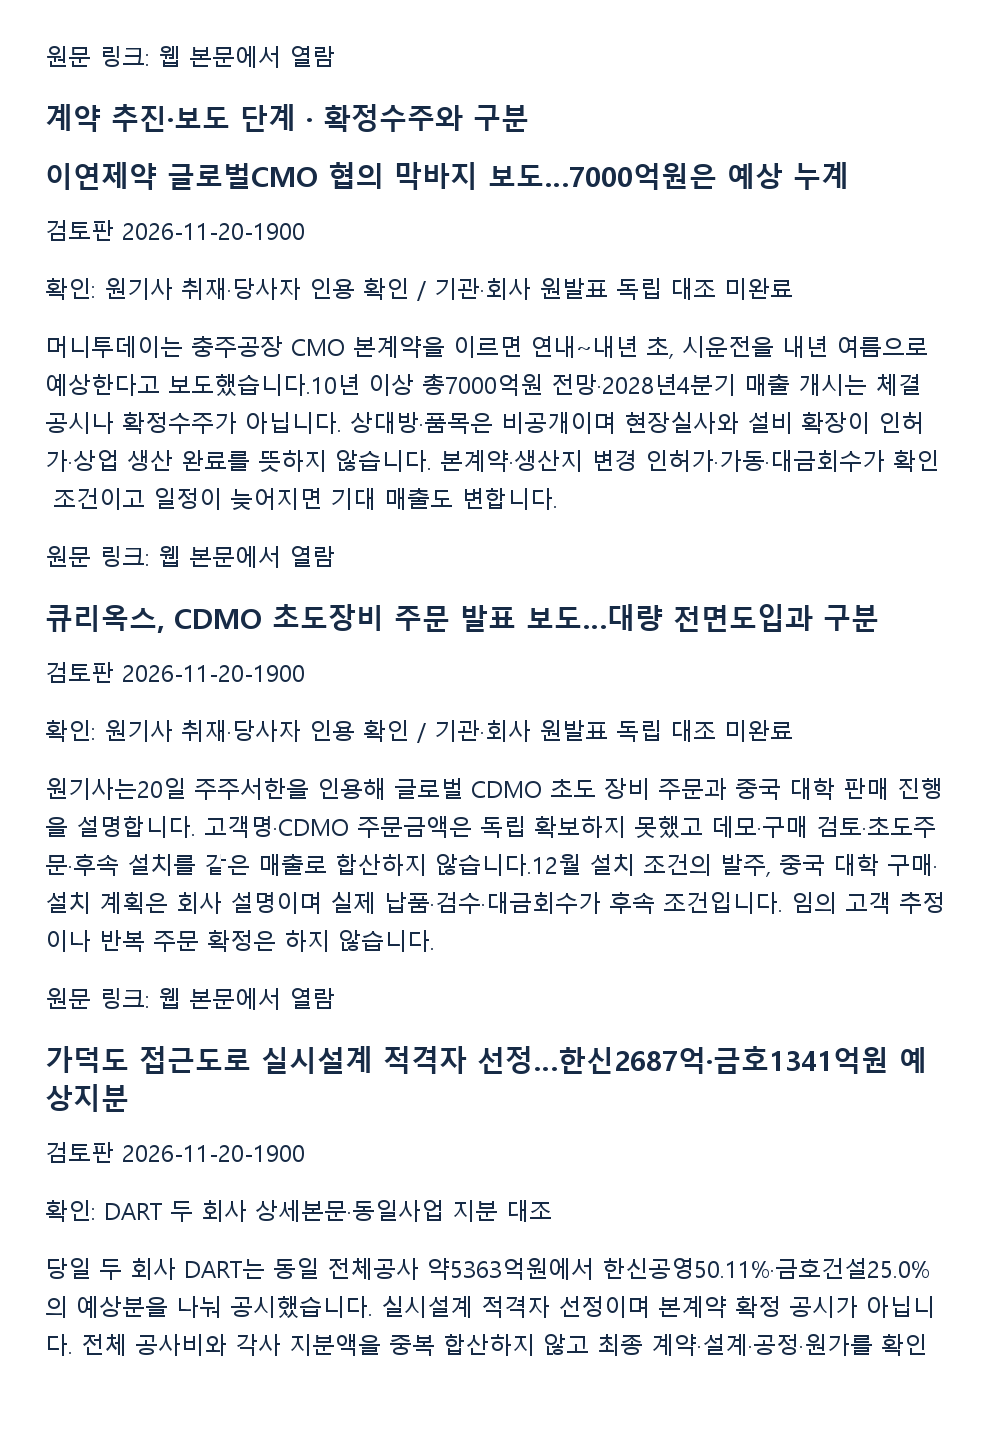 원문 링크: 웹 본문에서 열람
계약 추진·보도 단계 · 확정수주와 구분
이연제약 글로벌CMO 협의 막바지 보도…7000억원은 예상 누계
검토판 2026-11-20-1900
확인: 원기사 취재·당사자 인용 확인 / 기관·회사 원발표 독립 대조 미완료
머니투데이는 충주공장 CMO 본계약을 이르면 연내~내년 초, 시운전을 내년 여름으로
예상한다고 보도했습니다.10년 이상 총7000억원 전망·2028년4분기 매출 개시는 체결
공시나 확정수주가 아닙니다. 상대방·품목은 비공개이며 현장실사와 설비 확장이 인허
가·상업 생산 완료를 뜻하지 않습니다. 본계약·생산지 변경 인허가·가동·대금회수가 확인
조건이고 일정이 늦어지면 기대 매출도 변합니다.
원문 링크: 웹 본문에서 열람
큐리옥스, CDMO 초도장비 주문 발표 보도…대량 전면도입과 구분
검토판 2026-11-20-1900
확인: 원기사 취재·당사자 인용 확인 / 기관·회사 원발표 독립 대조 미완료
원기사는20일 주주서한을 인용해 글로벌 CDMO 초도 장비 주문과 중국 대학 판매 진행
을 설명합니다. 고객명·CDMO 주문금액은 독립 확보하지 못했고 데모·구매 검토·초도주
문·후속 설치를 같은 매출로 합산하지 않습니다.12월 설치 조건의 발주, 중국 대학 구매·
설치 계획은 회사 설명이며 실제 납품·검수·대금회수가 후속 조건입니다. 임의 고객 추정
이나 반복 주문 확정은 하지 않습니다.
원문 링크: 웹 본문에서 열람
가덕도 접근도로 실시설계 적격자 선정…한신2687억·금호1341억원 예
상지분
검토판 2026-11-20-1900
확인: DART 두 회사 상세본문·동일사업 지분 대조
당일 두 회사 DART는 동일 전체공사 약5363억원에서 한신공영50.11%·금호건설25.0%
의 예상분을 나눠 공시했습니다. 실시설계 적격자 선정이며 본계약 확정 공시가 아닙니
다. 전체 공사비와 각사 지분액을 중복 합산하지 않고 최종 계약·설계·공정·원가를 확인